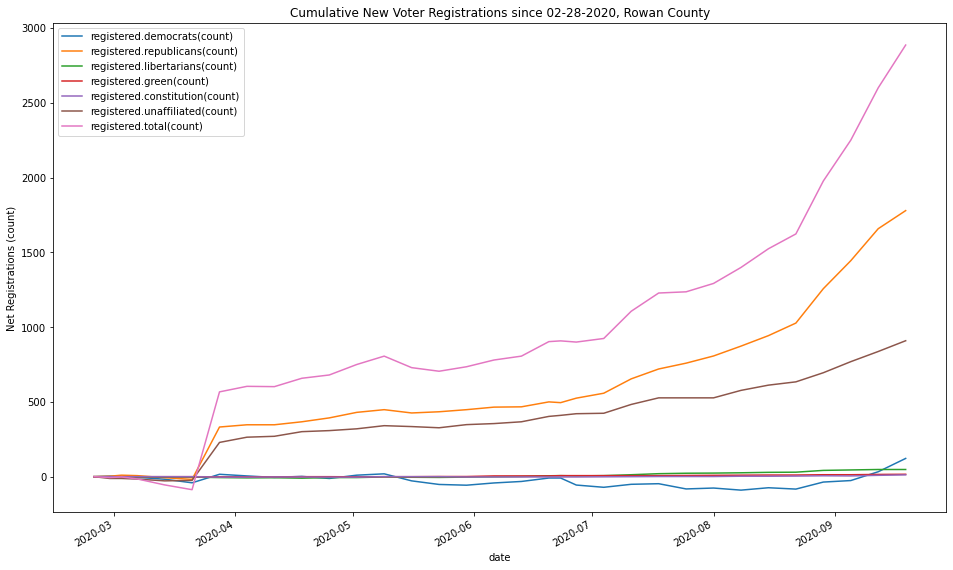 Cumulative New Voter Registrations since 02-28-2020, Rowan County
registered.democrats(count)
registered.republicans(count)
registered.libertarians(count)
registered.green(count)
registered.constitution(count)
registered.unaffiliated(count)
registered.total(count)
3000
2500
2000
1500
1000
500
0
Net Registrations (count)
2020-03
2020-04
2020-05
2020-06
2020-07
2020-08
2020-09
date